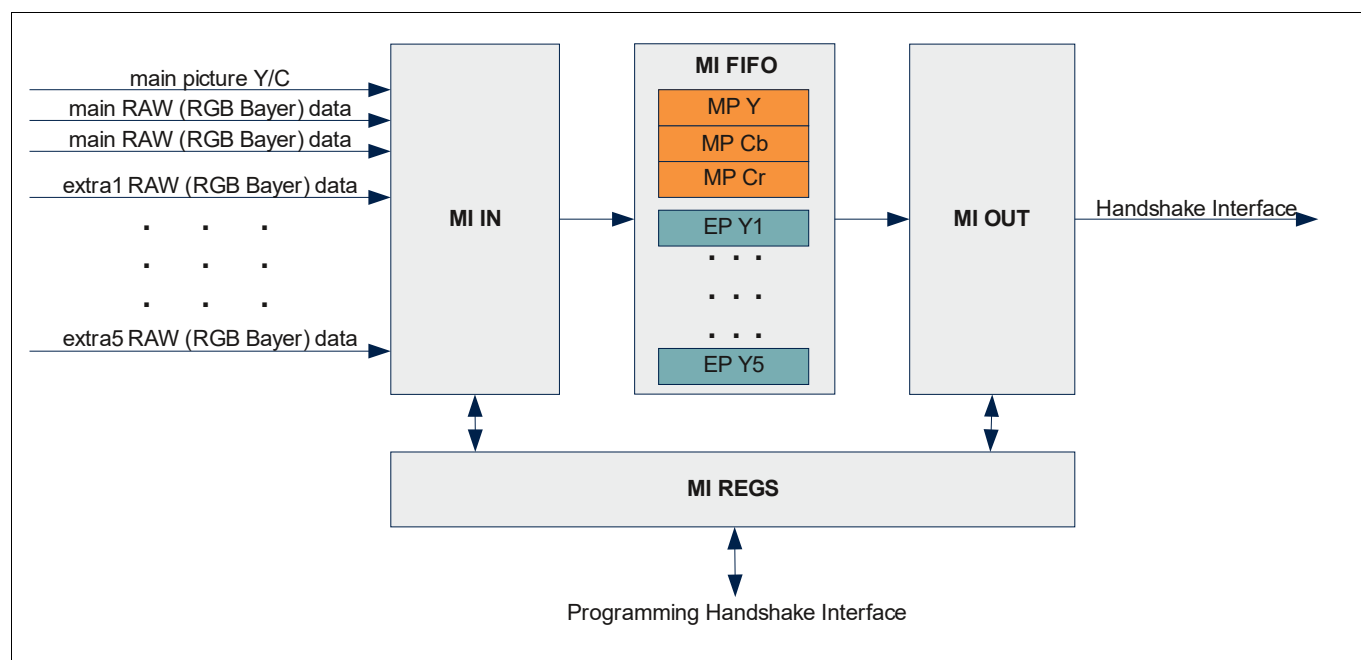 main picture Y/C
main RAW (RGB Bayer) data
main RAW (RGB Bayer) data
extra1 RAW (RGB Bayer) data
extra5 RAW (RGB Bayer) data
MI IN
MI FIFO
MP Y
MP Cb
MP Cr
EP Y1
EP Y5
MI OUT
Handshake Interface
MI REGS
Programming Handshake Interface